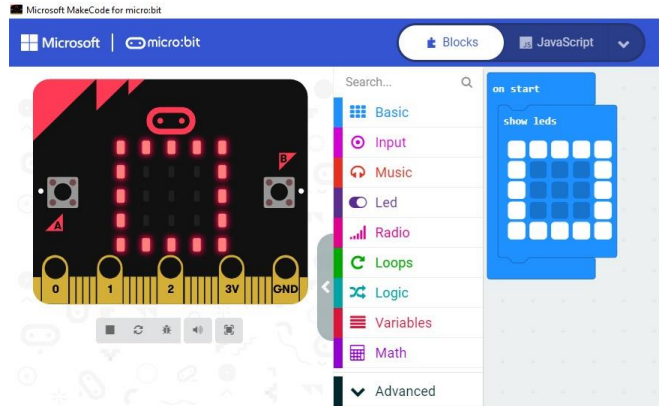 Microsoft MakeCode for micro:bit
Microsoft
micro:bit
Blocks
JS JavaScript
Search...
Basic
Input
Music
Led
Radio
Loops
Logic
Variables
Math
Advanced
on start
show leds
A
B
0 1 2 3V GND